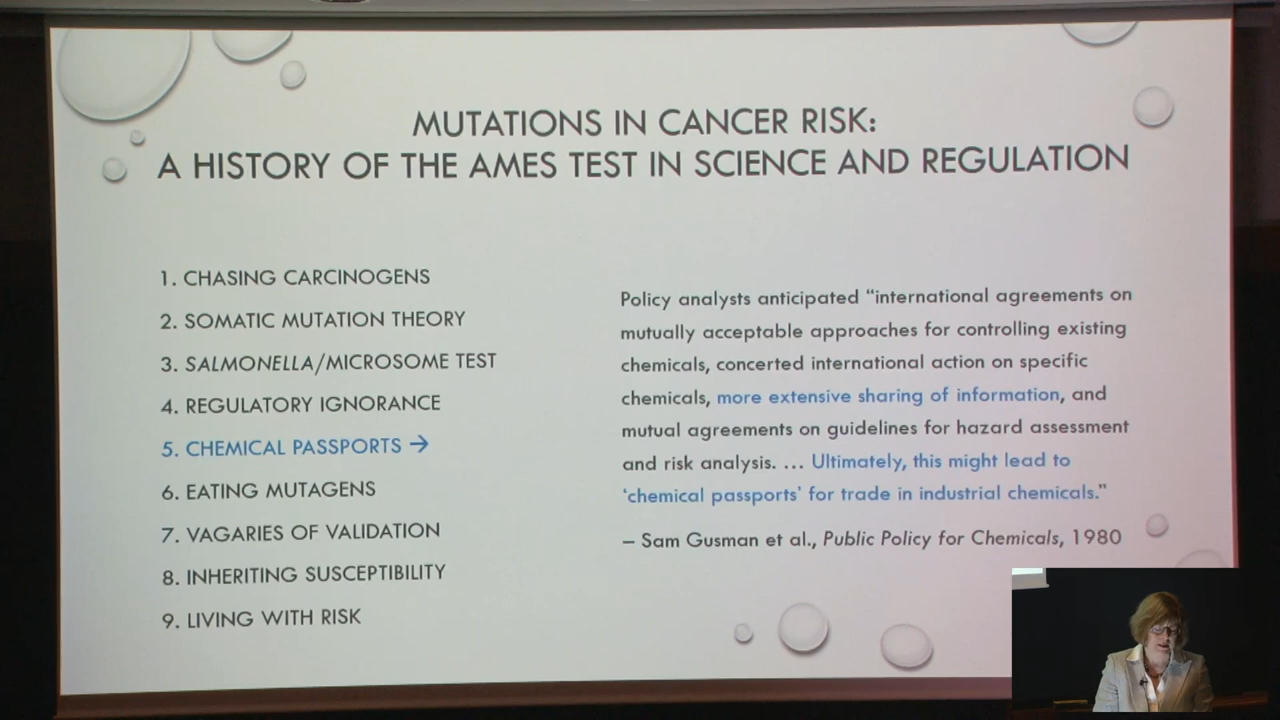 MUTATIONS IN CANCER RISK:
A HISTORY OF THE AMES TEST IN SCIENCE AND REGULATION
1. CHASING CARCINOGENS
2. SOMATIC MUTATION THEORY
3. SALMONELLA/MICROSOME TEST
4. REGULATORY IGNORANCE
5. CHEMICAL PASSPORTS →
6. EATING MUTAGENS
7. VAGARIES OF VALIDATION
8. INHERITING SUSCEPTIBILITY
9. LIVING WITH RISK
Policy analysts anticipated “international agreements on
mutually acceptable approaches for controlling existing
chemicals, concerted international action on specific
chemicals, more extensive sharing of information, and
mutual agreements on guidelines for hazard assessment
and risk analysis. … Ultimately, this might lead to
‘chemical passports’ for trade in industrial chemicals.”
– Sam Gusman et al., Public Policy for Chemicals, 1980